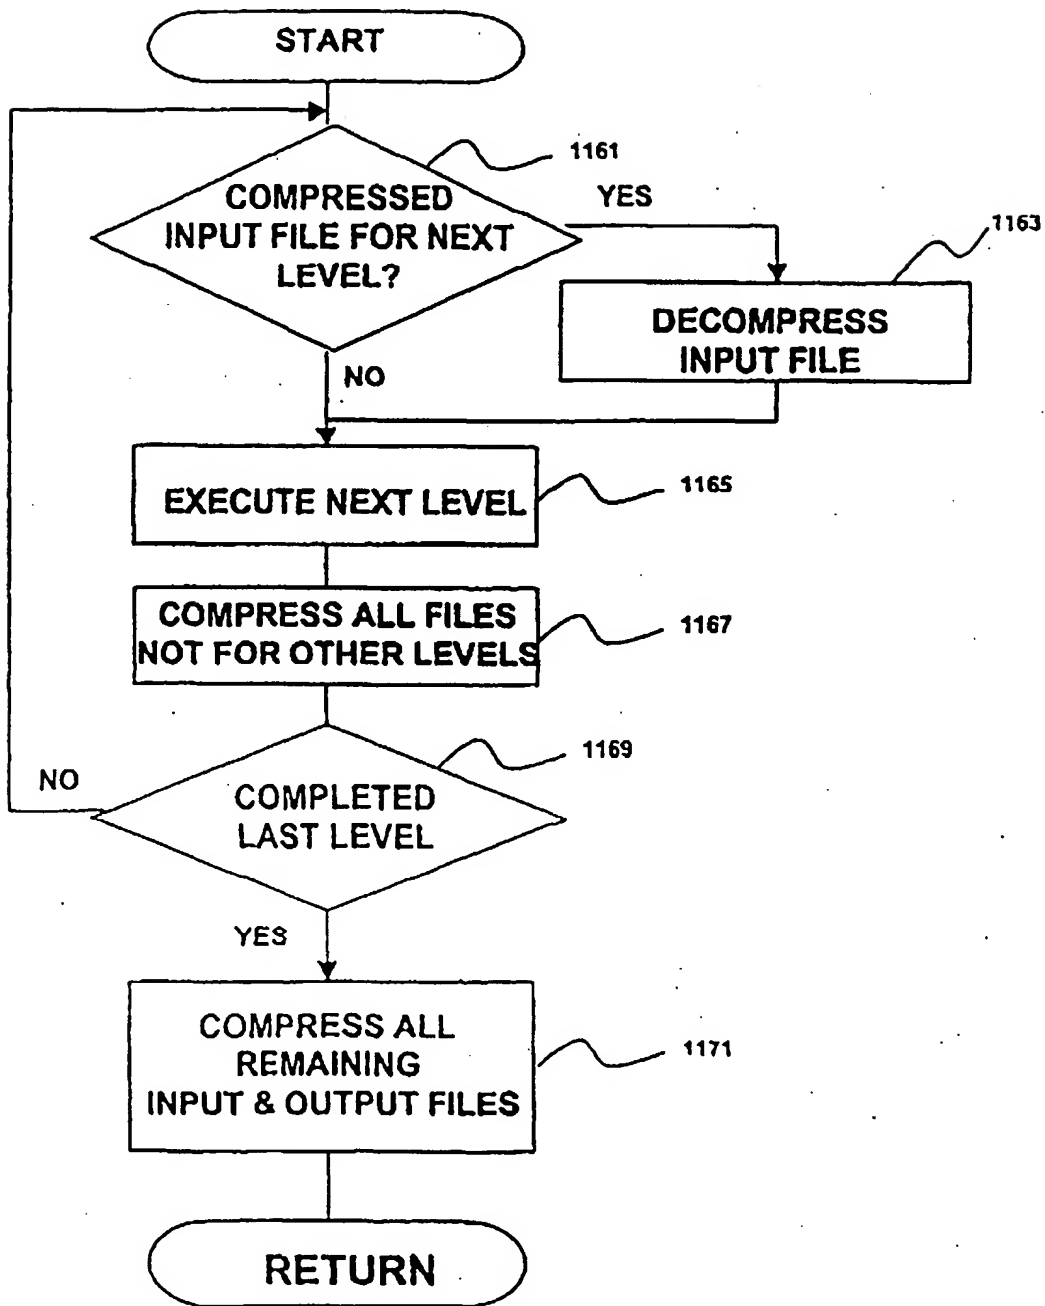 START
1161
COMPRESSED
INPUT FILE FOR NEXT
LEVEL?
YES
1163
DECOMPRESS
INPUT FILE
NO
EXECUTE NEXT LEVEL
1165
COMPRESS ALL FILES
NOT FOR OTHER LEVELS
1167
1169
NO
COMPLETED
LAST LEVEL
YES
COMPRESS ALL
REMAINING
INPUT & OUTPUT FILES
1171
RETURN